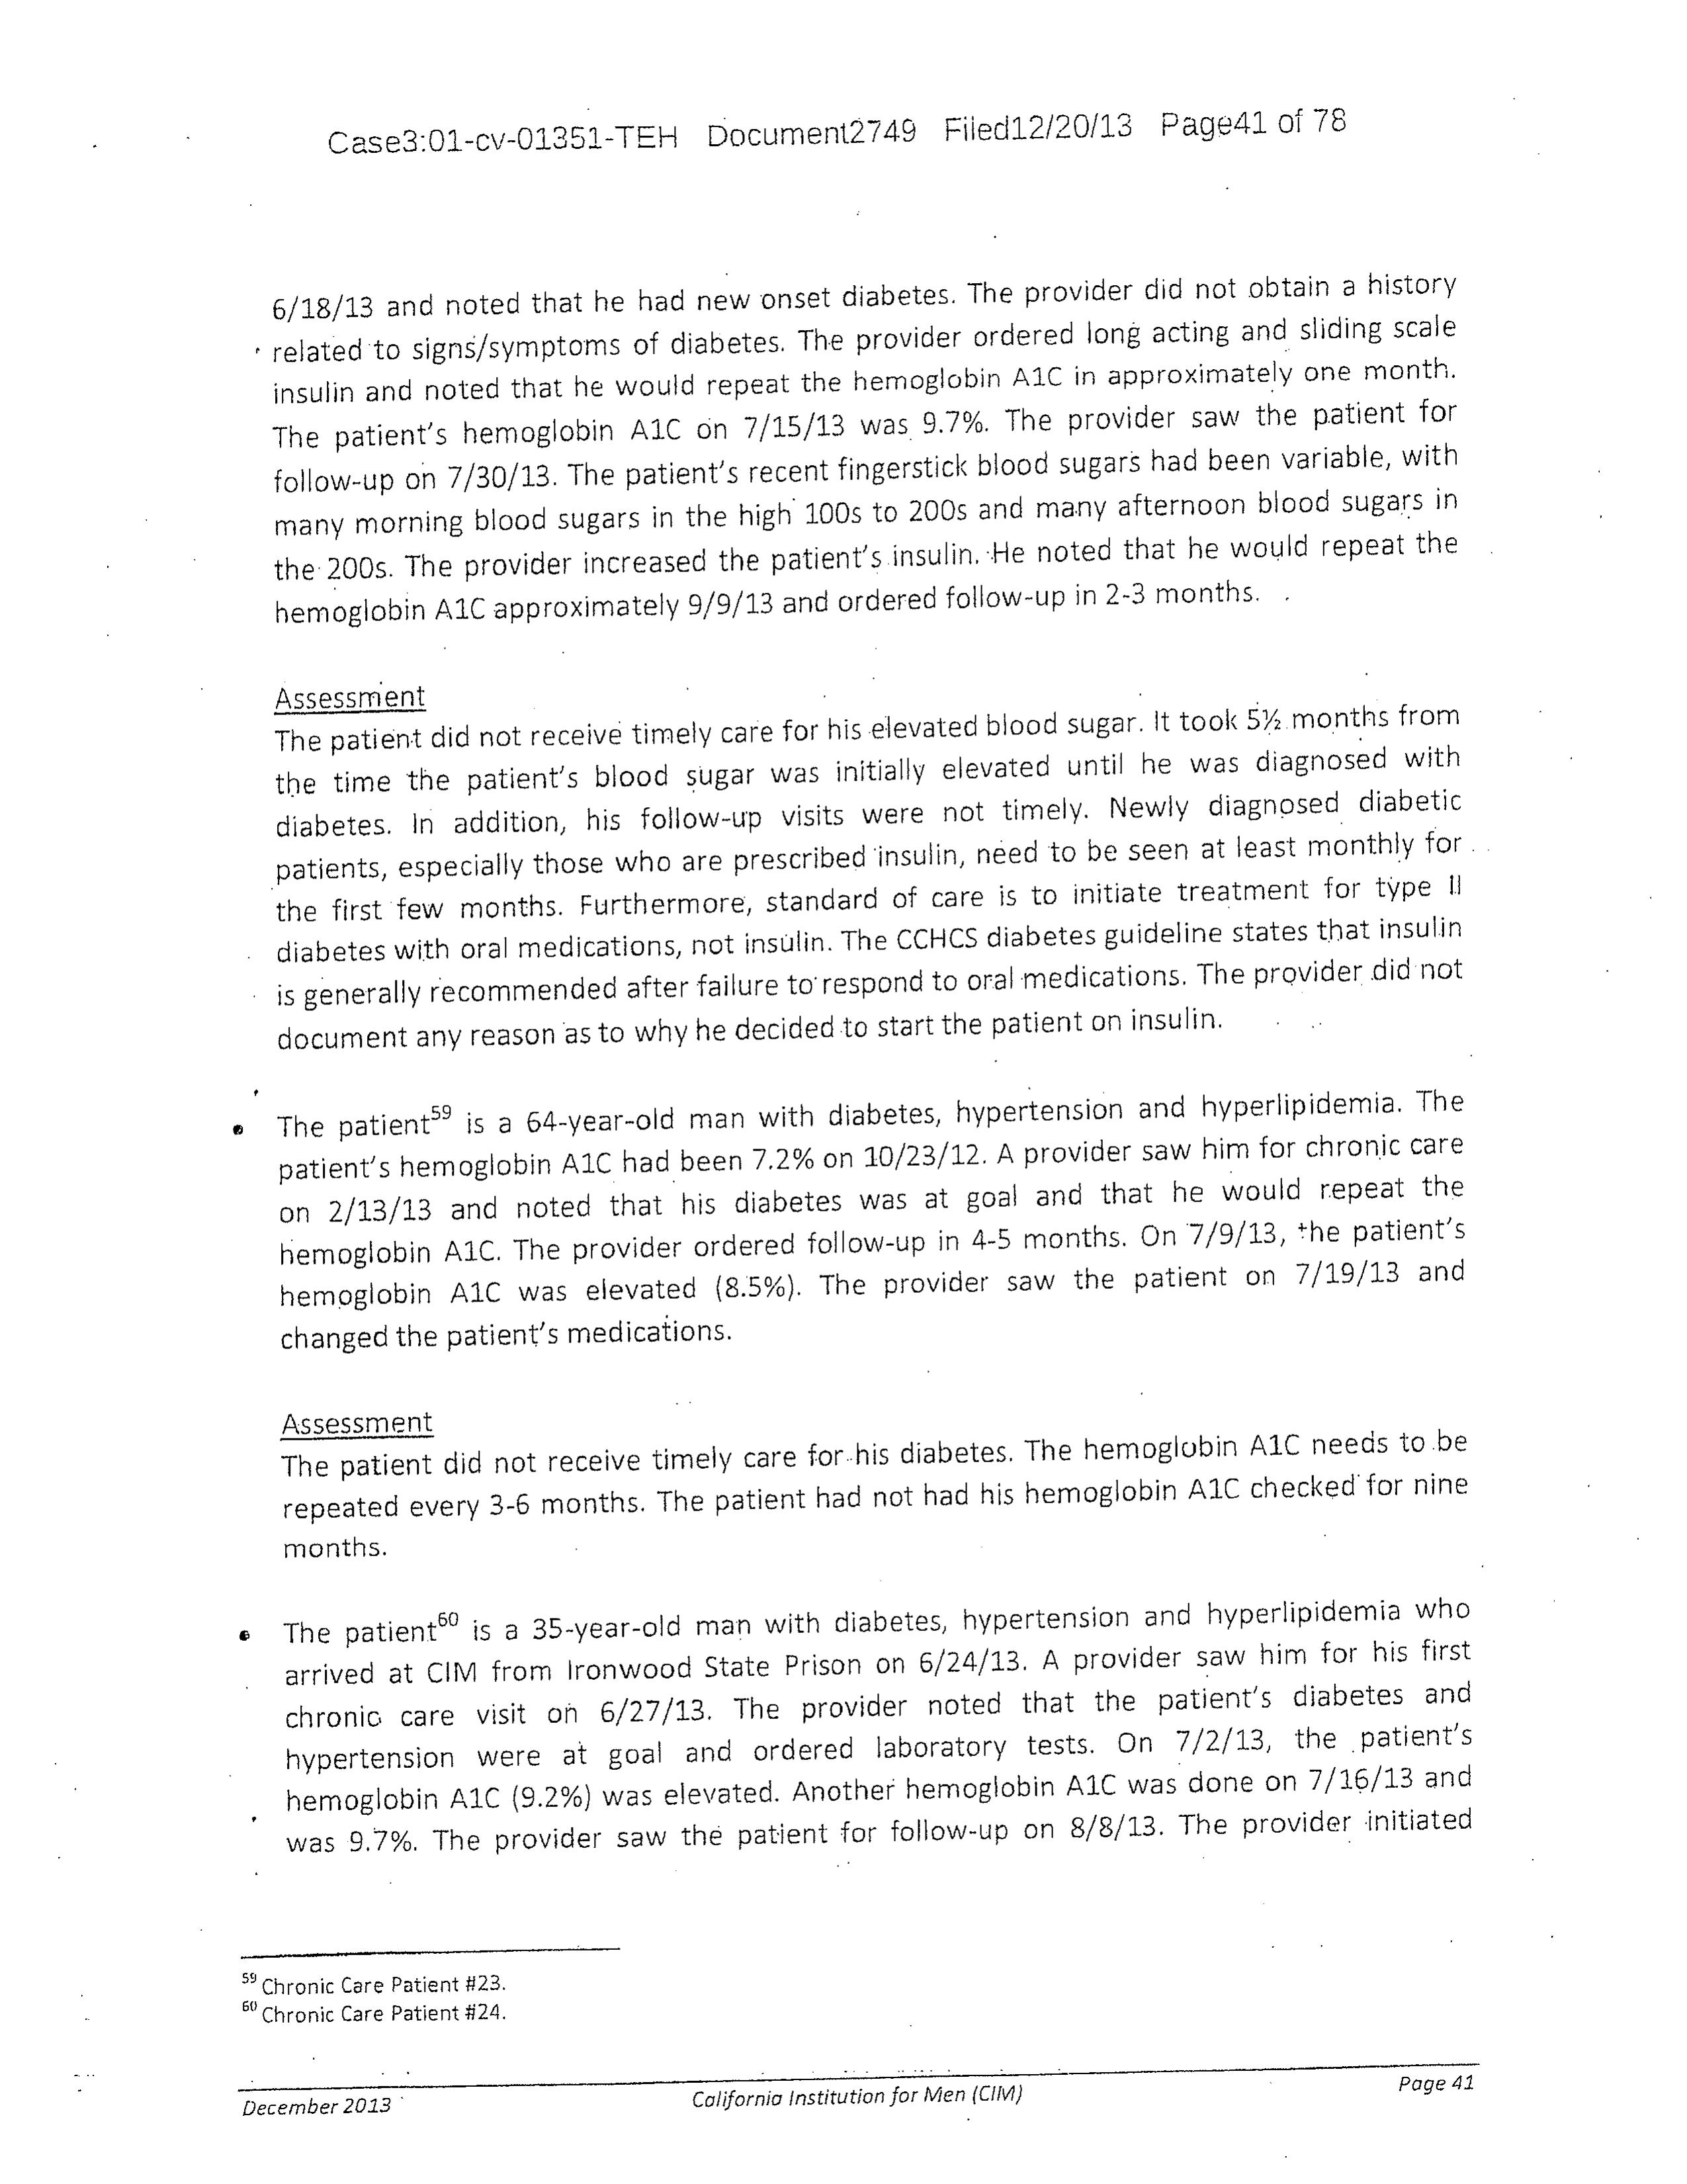 Case3:01-cv-01351-TEH Document2749 Filed12/20/13 Page41 of 78
6/18/13 and noted that he had new onset diabetes. The provider did not obtain a history
related to signs/symptoms of diabetes. The provider ordered long acting and sliding scale
insulin and noted that he would repeat the hemoglobin A1C in approximately one month.
The patient's hemoglobin A1C on 7/15/13 was 9.7%. The provider saw the patient for
follow-up on 7/30/13. The patient's recent fingerstick blood sugars had been variable, with
many morning blood sugars in the high 100s to 200s and many afternoon blood sugars in
the 200s. The provider increased the patient's insulin. He noted that he would repeat the
hemoglobin A1C approximately 9/9/13 and ordered follow-up in 2-3 months.
Assessment
The patient did not receive timely care for his elevated blood sugar. It took 5½ months from
the time the patient's blood sugar was initially elevated until he was diagnosed with
diabetes. In addition, his follow-up visits were not timely. Newly diagnosed diabetic
patients, especially those who are prescribed insulin, need to be seen at least monthly for
the first few months. Furthermore, standard of care is to initiate treatment for type II
diabetes with oral medications, not insulin. The CCHCS diabetes guideline states that insulin
is generally recommended after failure to respond to oral medications. The provider did not
document any reason as to why he decided to start the patient on insulin.
• The patient59 is a 64-year-old man with diabetes, hypertension and hyperlipidemia. The
patient's hemoglobin A1C had been 7.2% on 10/23/12. A provider saw him for chronic care
on 2/13/13 and noted that his diabetes was at goal and that he would repeat the
hemoglobin A1C. The provider ordered follow-up in 4-5 months. On 7/9/13, the patient's
hemoglobin A1C was elevated (8.5%). The provider saw the patient on 7/19/13 and
changed the patient's medications.
Assessment
The patient did not receive timely care for his diabetes. The hemoglobin A1C needs to be
repeated every 3-6 months. The patient had not had his hemoglobin A1C checked for nine
months.
• The patient60 is a 35-year-old man with diabetes, hypertension and hyperlipidemia who
arrived at CIM from Ironwood State Prison on 6/24/13. A provider saw him for his first
chronic care visit on 6/27/13. The provider noted that the patient's diabetes and
hypertension were at goal and ordered laboratory tests. On 7/2/13, the patient's
hemoglobin A1C (9.2%) was elevated. Another hemoglobin A1C was done on 7/16/13 and
was 9.7%. The provider saw the patient for follow-up on 8/8/13. The provider initiated
59 Chronic Care Patient #23.
60 Chronic Care Patient #24.
December 2013 California Institution for Men (CIM) Page 41